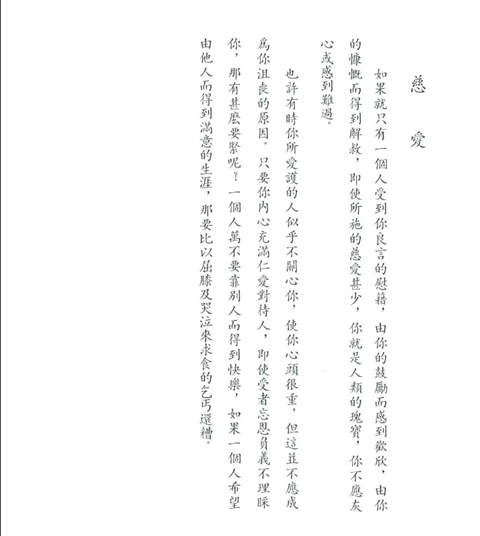 慈愛
如果就只有一個人受到你良言的慰藉，由你的鼓勵而感到歡欣，由你
的慷慨而得到解救，即使所施的慈愛甚少，你就是人類的瑰寶，你不應灰
心或感到難過。
也許有時你所愛護的人似乎不關心你，使你心頭很重，但這並不應成
為你沮喪的原因。只要你內心充滿仁愛對待人，即使受者忘恩負義不理睬
你，那有甚麼要緊呢？一個人萬不要靠別人而得到快樂，如果一個人希望
由他人而得到滿意的生涯，那要比以屈膝及哭泣來求食的乞丐還糟。